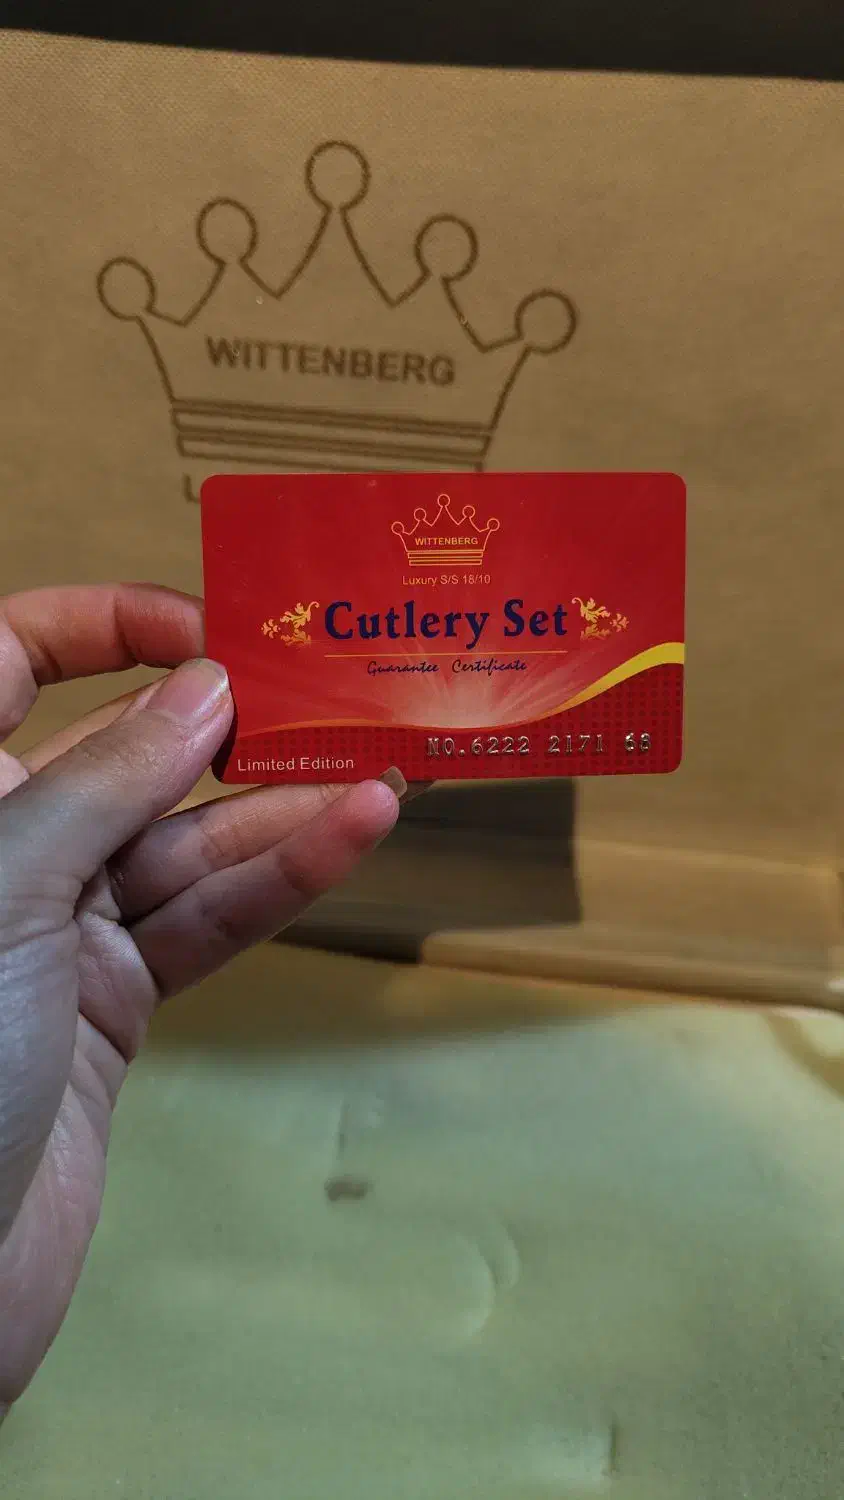 WITTENBERG
WITTENBERG
Luxury S/S 18/10
Cutlery Set
Guarantee Certificate
NO.6222 2171 68
Limited Edition